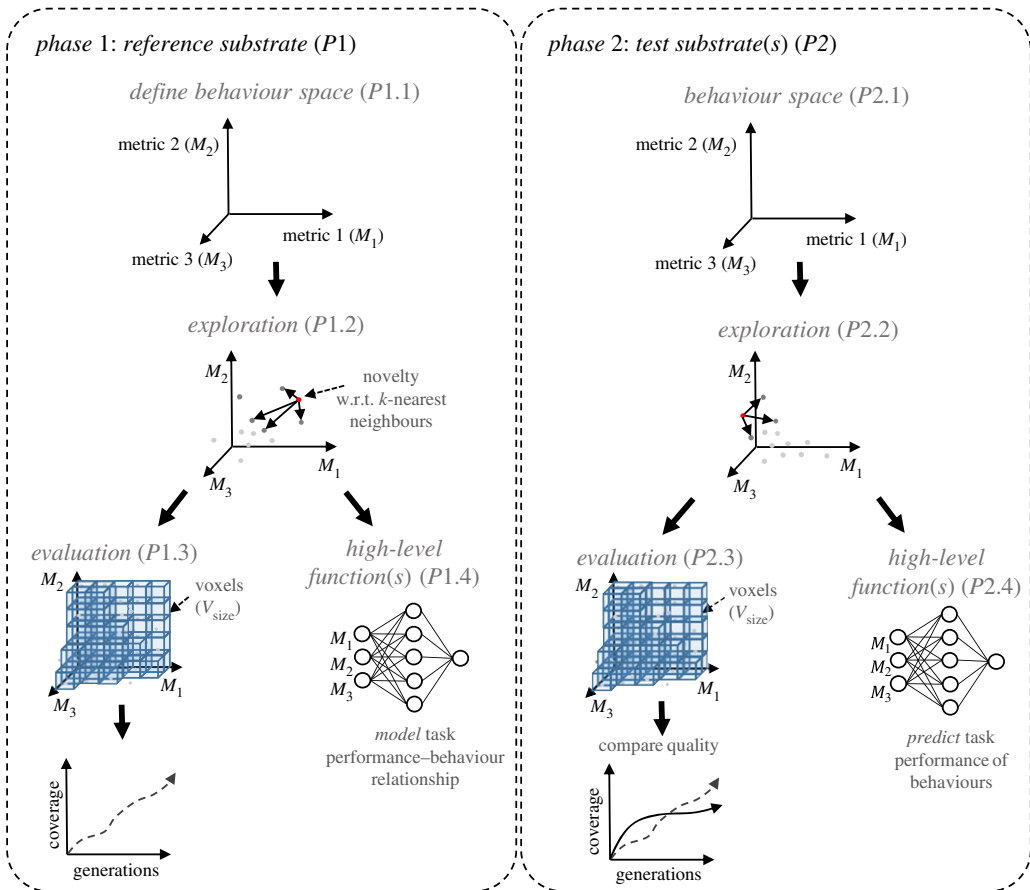 phase 1: reference substrate (P1)
define behaviour space (P1.1)
metric 2 (M2)
metric 1 (M1)
metric 3 (M3)
exploration (P1.2)
M2
novelty
w.r.t. k-nearest
neighbours
M1
M3
evaluation (P1.3)
M2
voxels
(Vsize)
M1
M3
coverage
generations
high-level
function(s) (P1.4)
M1
M2
M3
model task
performance–behaviour
relationship
phase 2: test substrate(s) (P2)
behaviour space (P2.1)
metric 2 (M2)
metric 1 (M1)
metric 3 (M3)
exploration (P2.2)
M2
M1
M3
evaluation (P2.3)
M2
voxels
(Vsize)
M1
M3
compare quality
coverage
generations
high-level
function(s) (P2.4)
M1
M2
M3
predict task
performance of
behaviours